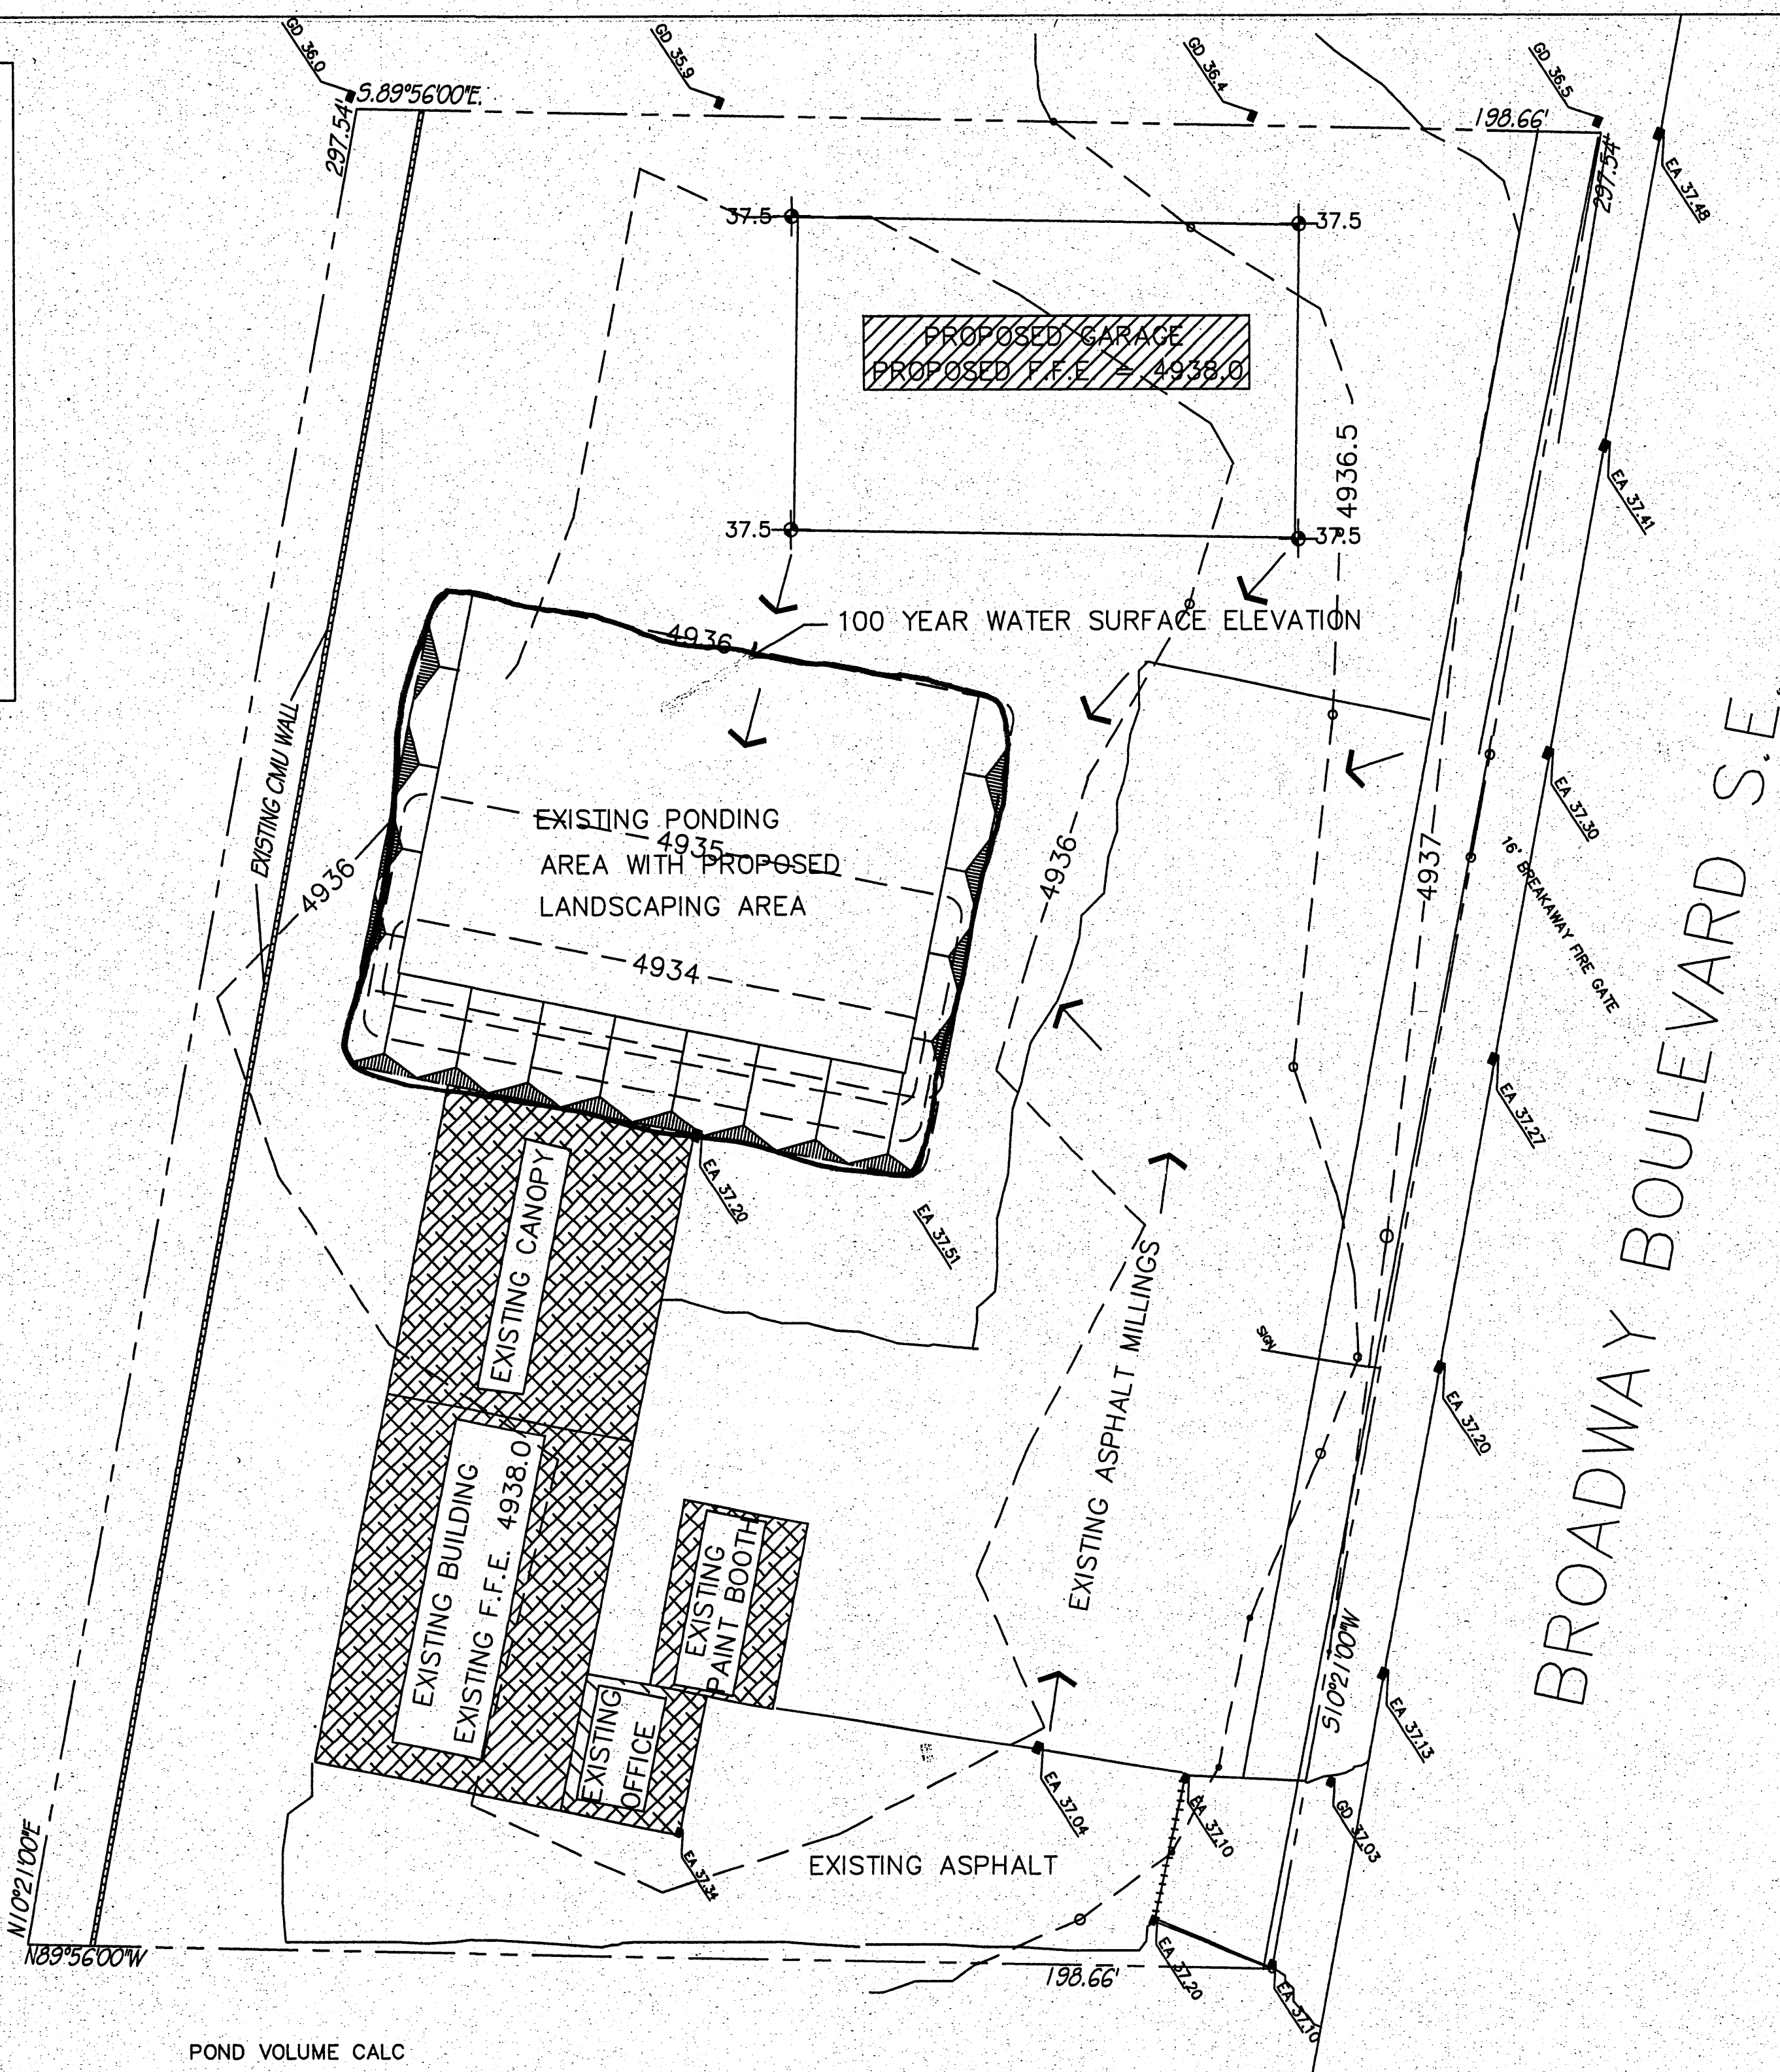 GD 36.0
GD 35.9
GD 36.4
GD 36.5
S.89°56'00"E.
198.66'
297.54'
297.54'
EA 37.48
37.5
37.5
PROPOSED GARAGE
PROPOSED F.F.E = 4938.0
4936.5
EA 37.41
37.5
37.5
100 YEAR WATER SURFACE ELEVATION
4936
EXISTING CMU WALL
EXISTING PONDING
4935
AREA WITH PROPOSED
LANDSCAPING AREA
4936
4936
4937
EA 37.30
16' BREAKAWAY FIRE GATE
BROADWAY BOULEVARD S.E.
4934
EA 37.27
EXISTING CANOPY
EA 37.20
EA 37.51
EXISTING ASPHALT MILLINGS
SIGN
EA 37.20
EXISTING BUILDING
EXISTING F.F.E. 4938.0
EXISTING
PAINT BOOTH
EXISTING
OFFICE
S10°21'00"W
EA 37.13
EA 37.04
EA 37.10
GD 37.03
EA 37.34
EXISTING ASPHALT
N10°21'00"E
N89°56'00"W
198.66'
EA 37.20
EA 37.10
POND VOLUME CALC